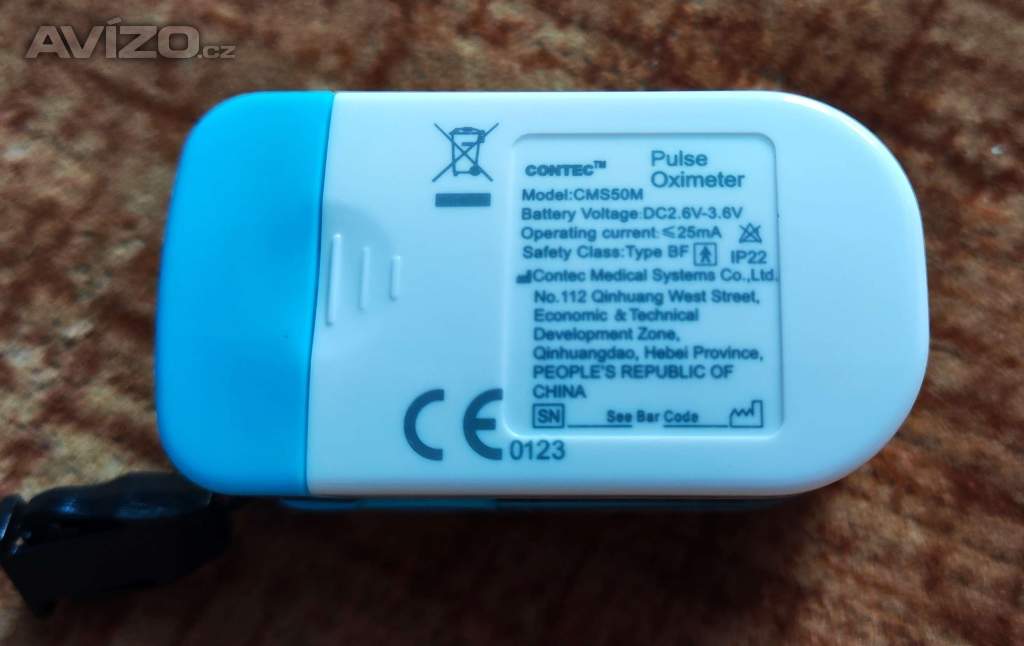 AVÍZO.cz
CONTEC™
Pulse
Oximeter
Model:CMS50M
Battery Voltage:DC2.6V-3.6V
Operating current:≤25mA
Safety Class:Type BF IP22
Contec Medical Systems Co.,Ltd.
No.112 Qinhuang West Street,
Economic & Technical
Development Zone,
Qinhuangdao, Hebei Province,
PEOPLE'S REPUBLIC OF
CHINA
SN See Bar Code
CE 0123